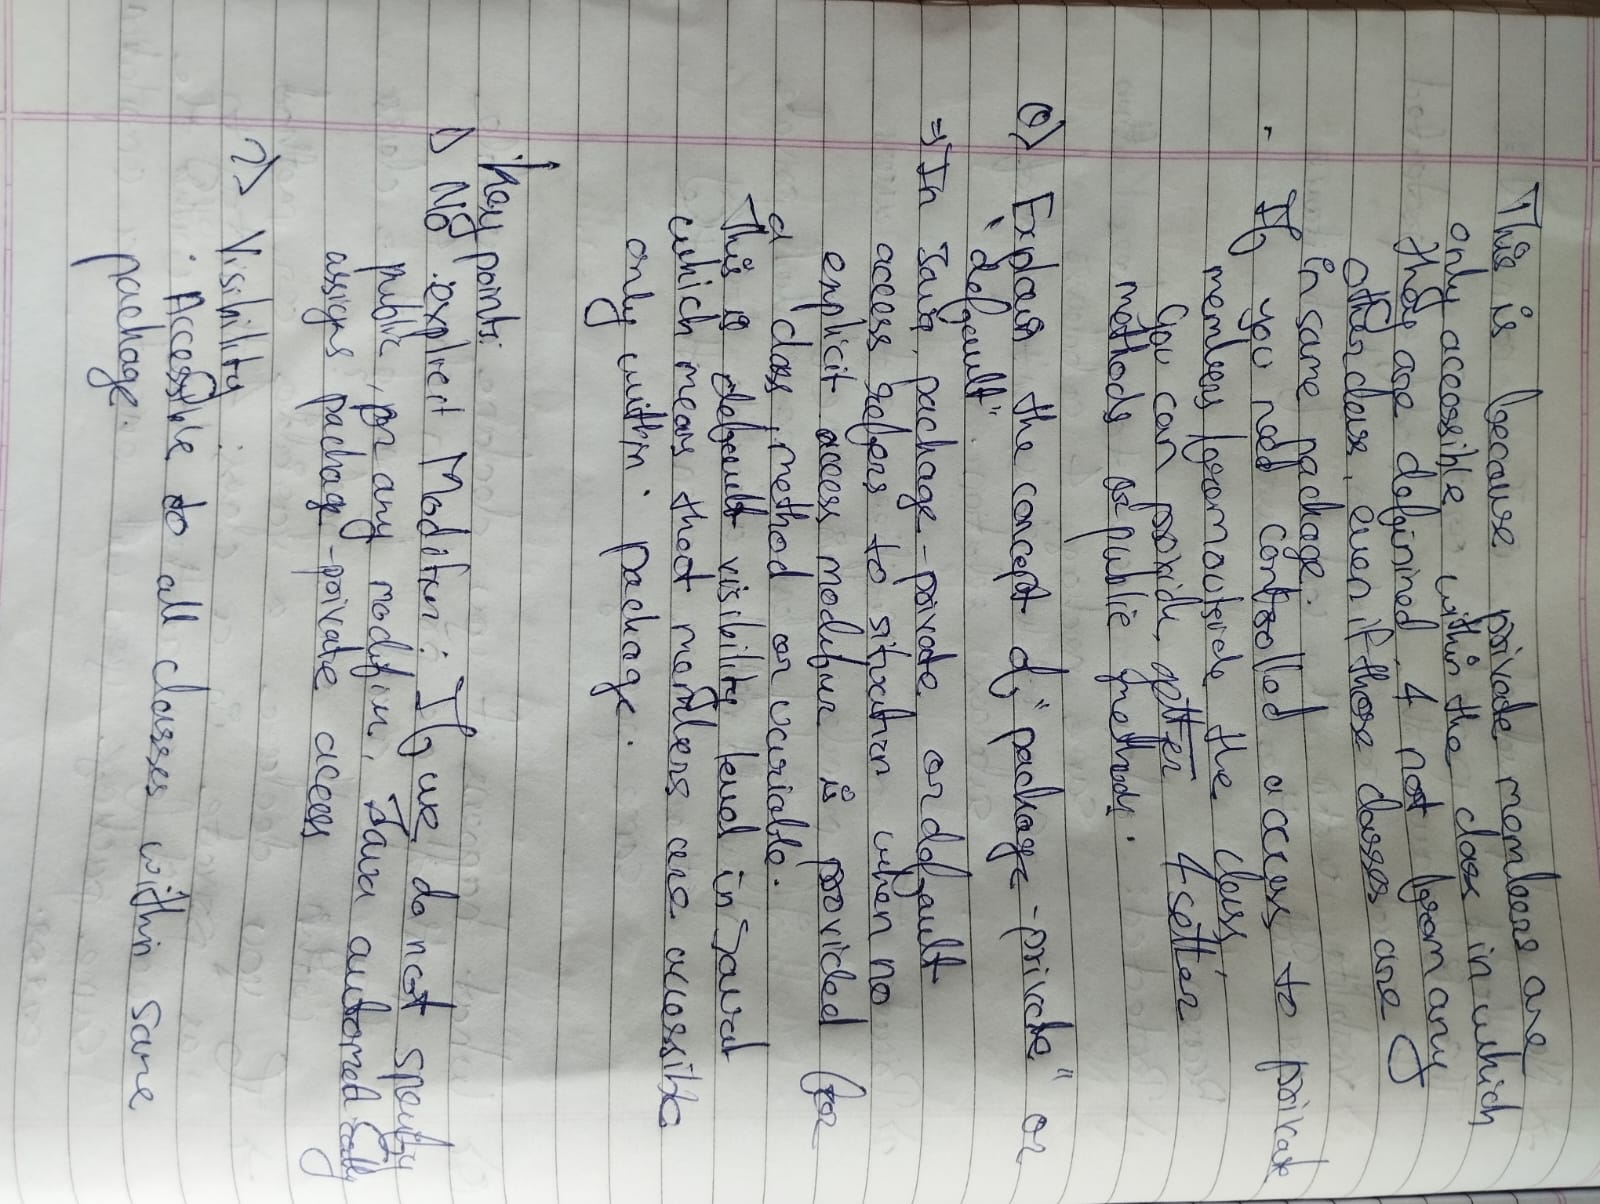 This is because private members are
only accessible within the class in which
they are definined & not from any
other class, even if those classes are
in same package.
- If you need controlled access to private
members from outside the class,
you can provide, getter & setter
methods as public methods.
Q) Explain the concept of "package-private" or
"default".
=> In Java, package-private or default
access refers to situation when no
explicit access modifier is provided for
a class, method or variable.
This is default visibility level in Java
which means that members are accessible
only within. package.
Key points:
1) No explicit Modifier: If we do not specify
public, or any modifier, Java automatically
assigns package-private access
2) Visibility:
. Accessible to all classes within same
package.